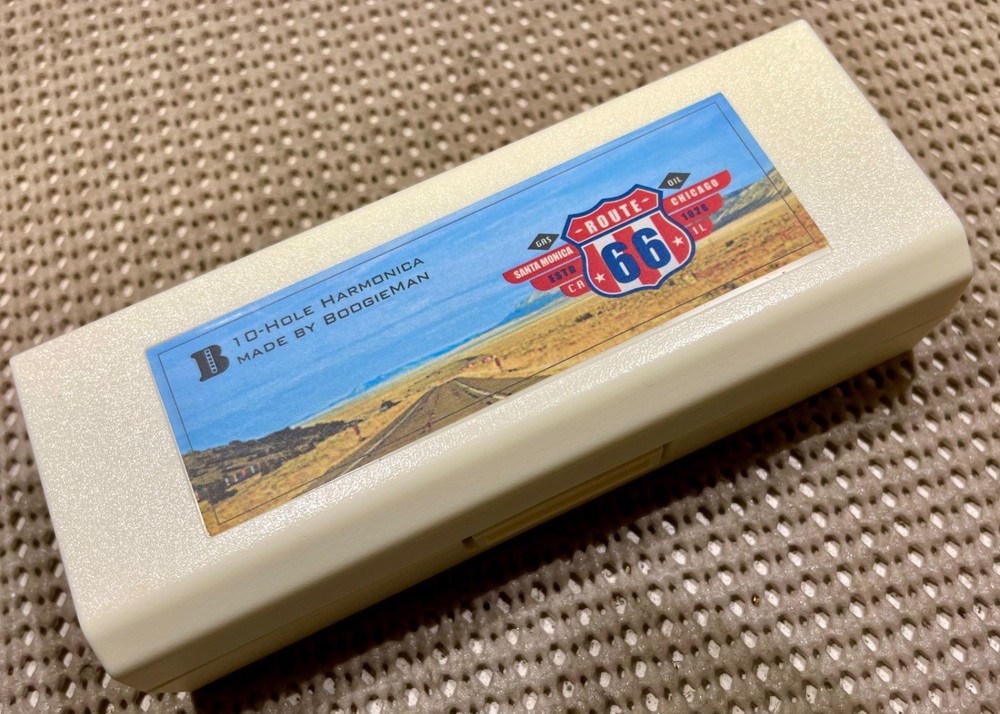 B
10-HOLE HARMONICA
MADE BY BOOGIEMAN
GAS
OIL
ROUTE
66
SANTA MONICA
ESTD
CA
CHICAGO
1926
IL